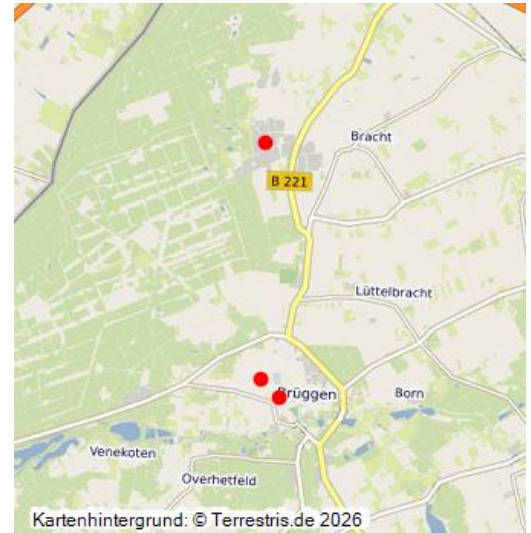 Bracht
B 221
Lüttelbracht
Brüggen
Born
Venekoten
Overhetfeld
Kartenhintergrund: © Terrestris.de 2026